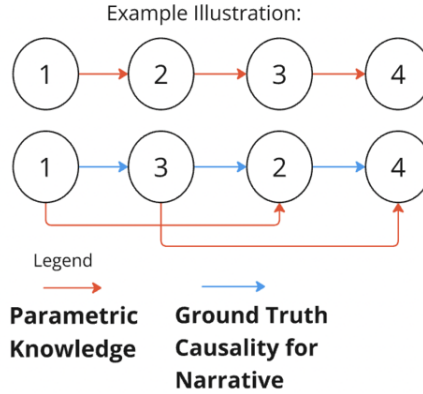 Example Illustration:
1 2 3 4
1 3 2 4
Legend
Parametric Knowledge
Ground Truth Causality for Narrative